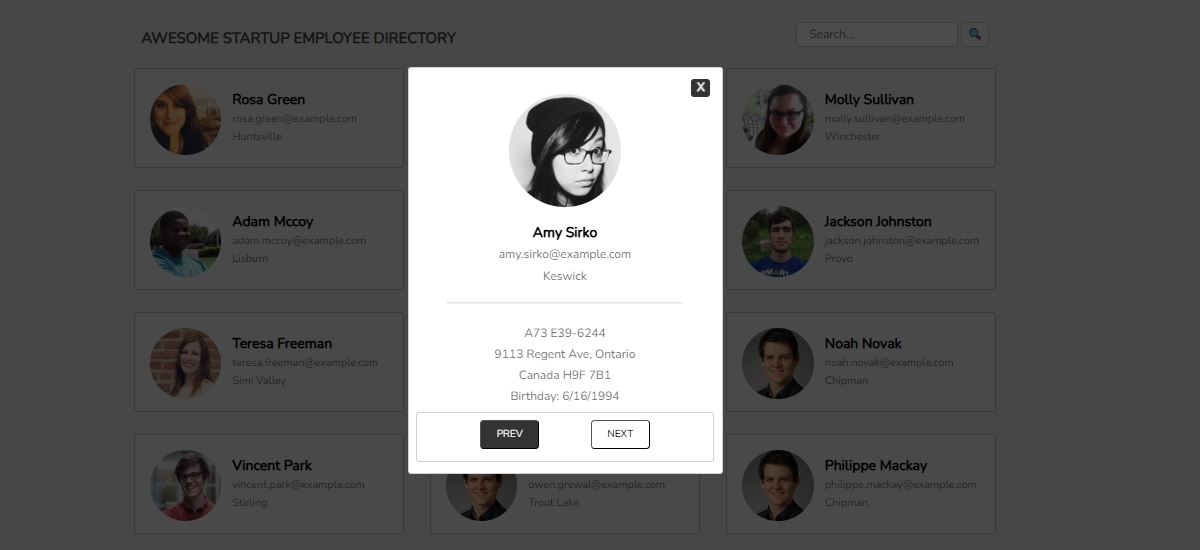 AWESOME STARTUP EMPLOYEE DIRECTORY
Search...
X
Rosa Green
rosa.green@example.com
Huntsville
Molly Sullivan
molly.sullivan@example.com
Winchester
Adam Mccoy
adam.mccoy@example.com
Lisburn
Jackson Johnston
jackson.johnston@example.com
Provo
Teresa Freeman
teresa.freeman@example.com
Simi Valley
Noah Novak
noah.novak@example.com
Chipman
Vincent Park
vincent.park@example.com
Stirling
owen.grewal@example.com
Trout Lake
Philippe Mackay
philippe.mackay@example.com
Chipman
Amy Sirko
amy.sirko@example.com
Keswick
A73 E39-6244
9113 Regent Ave, Ontario
Canada H9F 7B1
Birthday: 6/16/1994
PREV
NEXT